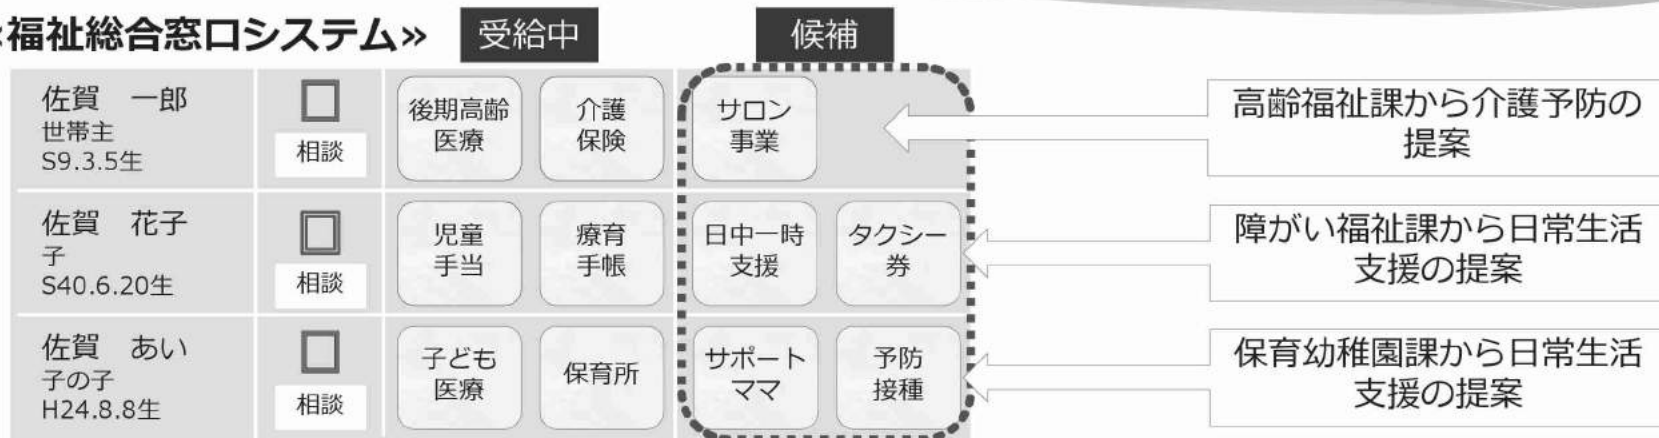 福祉総合窓口システム»
受給中
候補
佐賀　一郎
世帯主
S9.3.5生
相談
後期高齢
医療
介護
保険
サロン
事業
高齢福祉課から介護予防の
提案
佐賀　花子
子
S40.6.20生
相談
児童
手当
療育
手帳
日中一時
支援
タクシー
券
障がい福祉課から日常生活
支援の提案
佐賀　あい
子の子
H24.8.8生
相談
子ども
医療
保育所
サポート
ママ
予防
接種
保育幼稚園課から日常生活
支援の提案